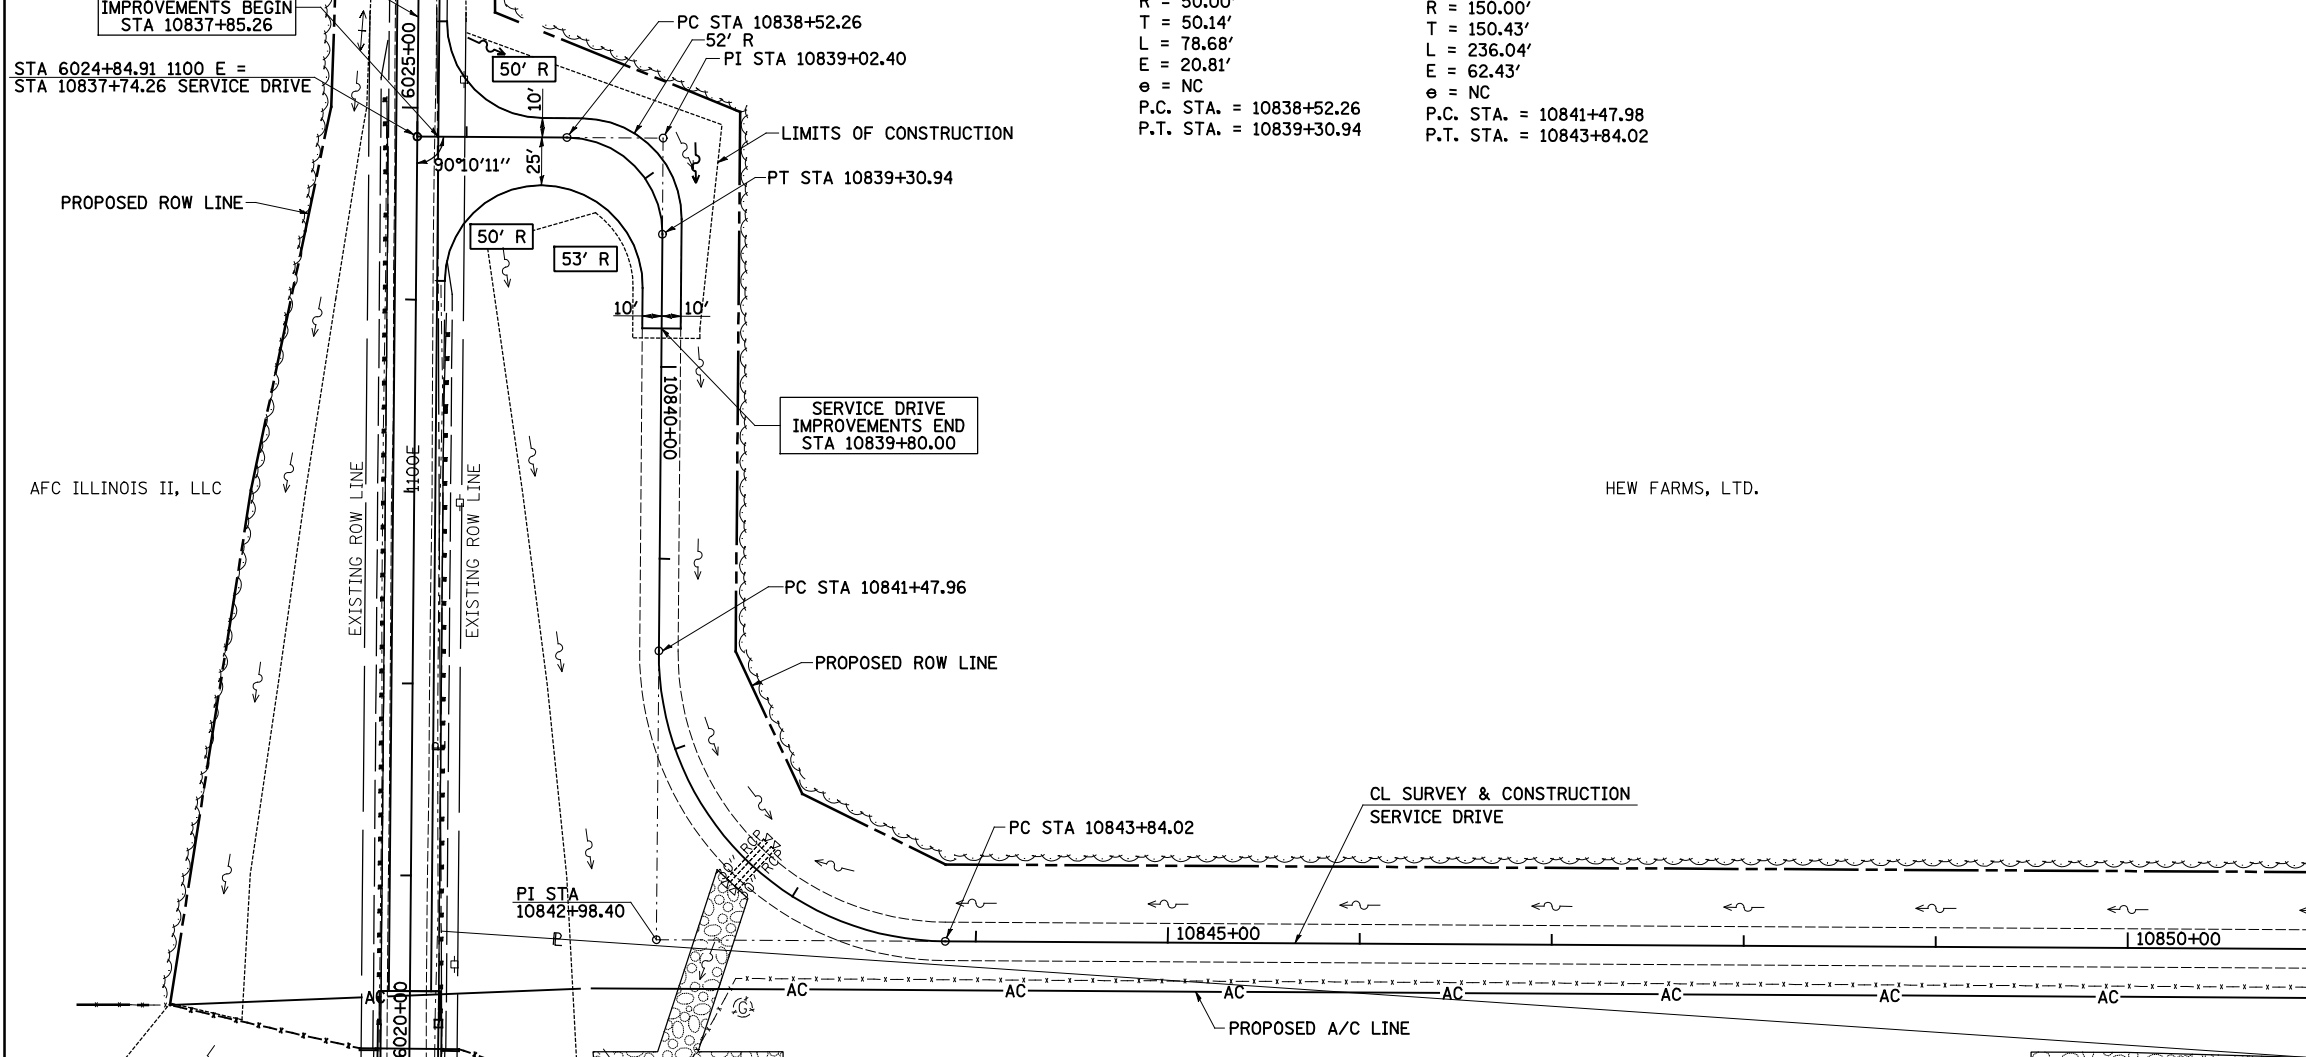 IMPROVEMENTS BEGIN
STA 10837+85.26
STA 6024+84.91 1100 E =
STA 10837+74.26 SERVICE DRIVE
6025+00
50' R
10'
PC STA 10838+52.26
52' R
PI STA 10839+02.40
R = 50.00'
T = 50.14'
L = 78.68'
E = 20.81'
e = NC
P.C. STA. = 10838+52.26
P.T. STA. = 10839+30.94
R = 150.00'
T = 150.43'
L = 236.04'
E = 62.43'
e = NC
P.C. STA. = 10841+47.98
P.T. STA. = 10843+84.02
LIMITS OF CONSTRUCTION
90°10'11''
25'
PT STA 10839+30.94
PROPOSED ROW LINE
50' R
53' R
10'
10'
10840+00
SERVICE DRIVE
IMPROVEMENTS END
STA 10839+80.00
AFC ILLINOIS II, LLC
EXISTING ROW LINE
1100E
EXISTING ROW LINE
HEW FARMS, LTD.
PC STA 10841+47.96
PROPOSED ROW LINE
CL SURVEY & CONSTRUCTION
SERVICE DRIVE
PC STA 10843+84.02
PI STA
10842+98.40
10845+00
10850+00
AC
AC
AC
AC
AC
AC
AC
AC
6020+00
G
PROPOSED A/C LINE